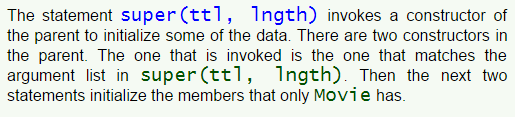 The statement super(ttl, lngth) invokes a constructor of
the parent to initialize some of the data. There are two constructors in
the parent. The one that is invoked is the one that matches the
argument list in super(ttl, lngth). Then the next two
statements initialize the members that only Movie has.